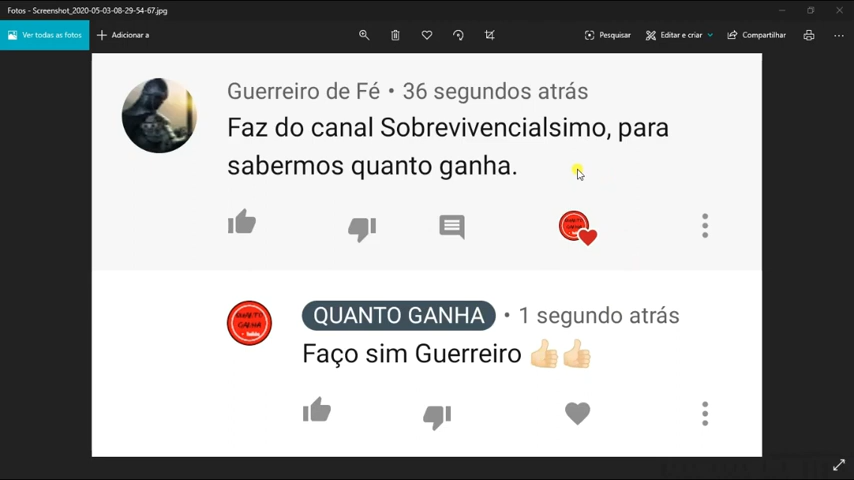 Fotos - Screenshot_2020-05-03-08-29-54-67.jpg
Ver todas as fotos
Adicionar a
Pesquisar
Editar e criar
Compartilhar
Guerreiro de Fé • 36 segundos atrás
Faz do canal Sobrevivencialsimo, para
sabermos quanto ganha.
QUANTO GANHA • 1 segundo atrás
Faço sim Guerreiro 👍🏻👍🏻